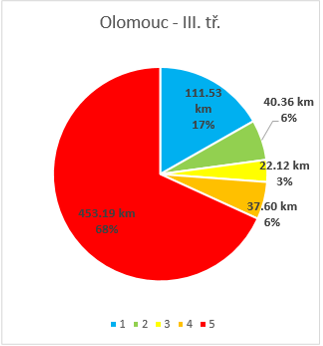 Olomouc - III. tř.
111.53
km
17%
40.36 km
6%
22.12 km
3%
37.60 km
6%
453.19 km
68%
1 2 3 4 5